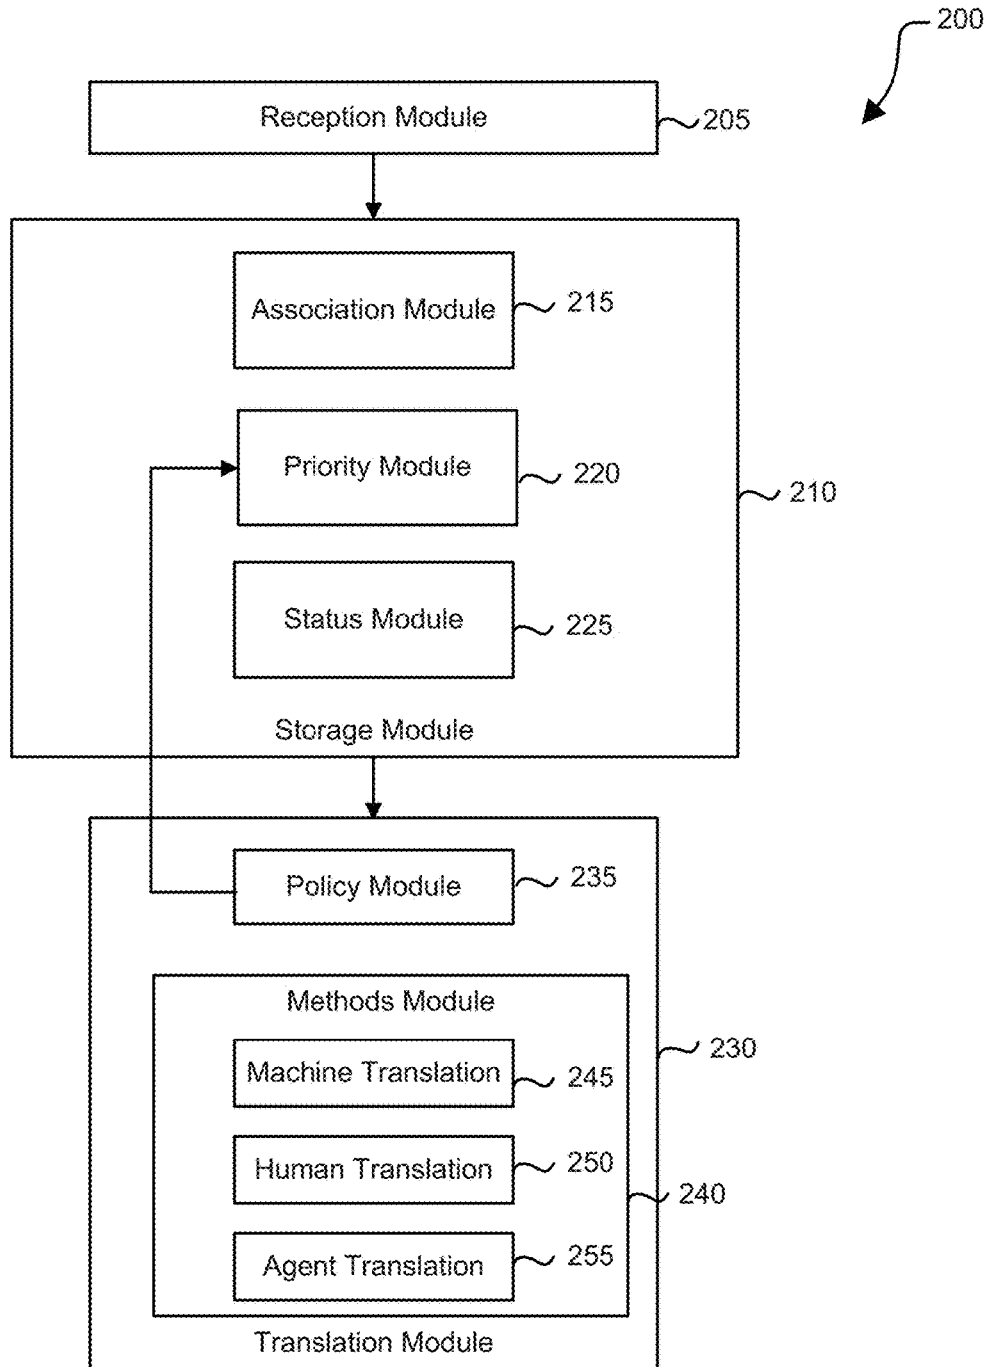 200
Reception Module
205
Association Module
215
Priority Module
220
210
Status Module
225
Storage Module
Policy Module
235
Methods Module
230
Machine Translation
245
Human Translation
250
240
Agent Translation
255
Translation Module